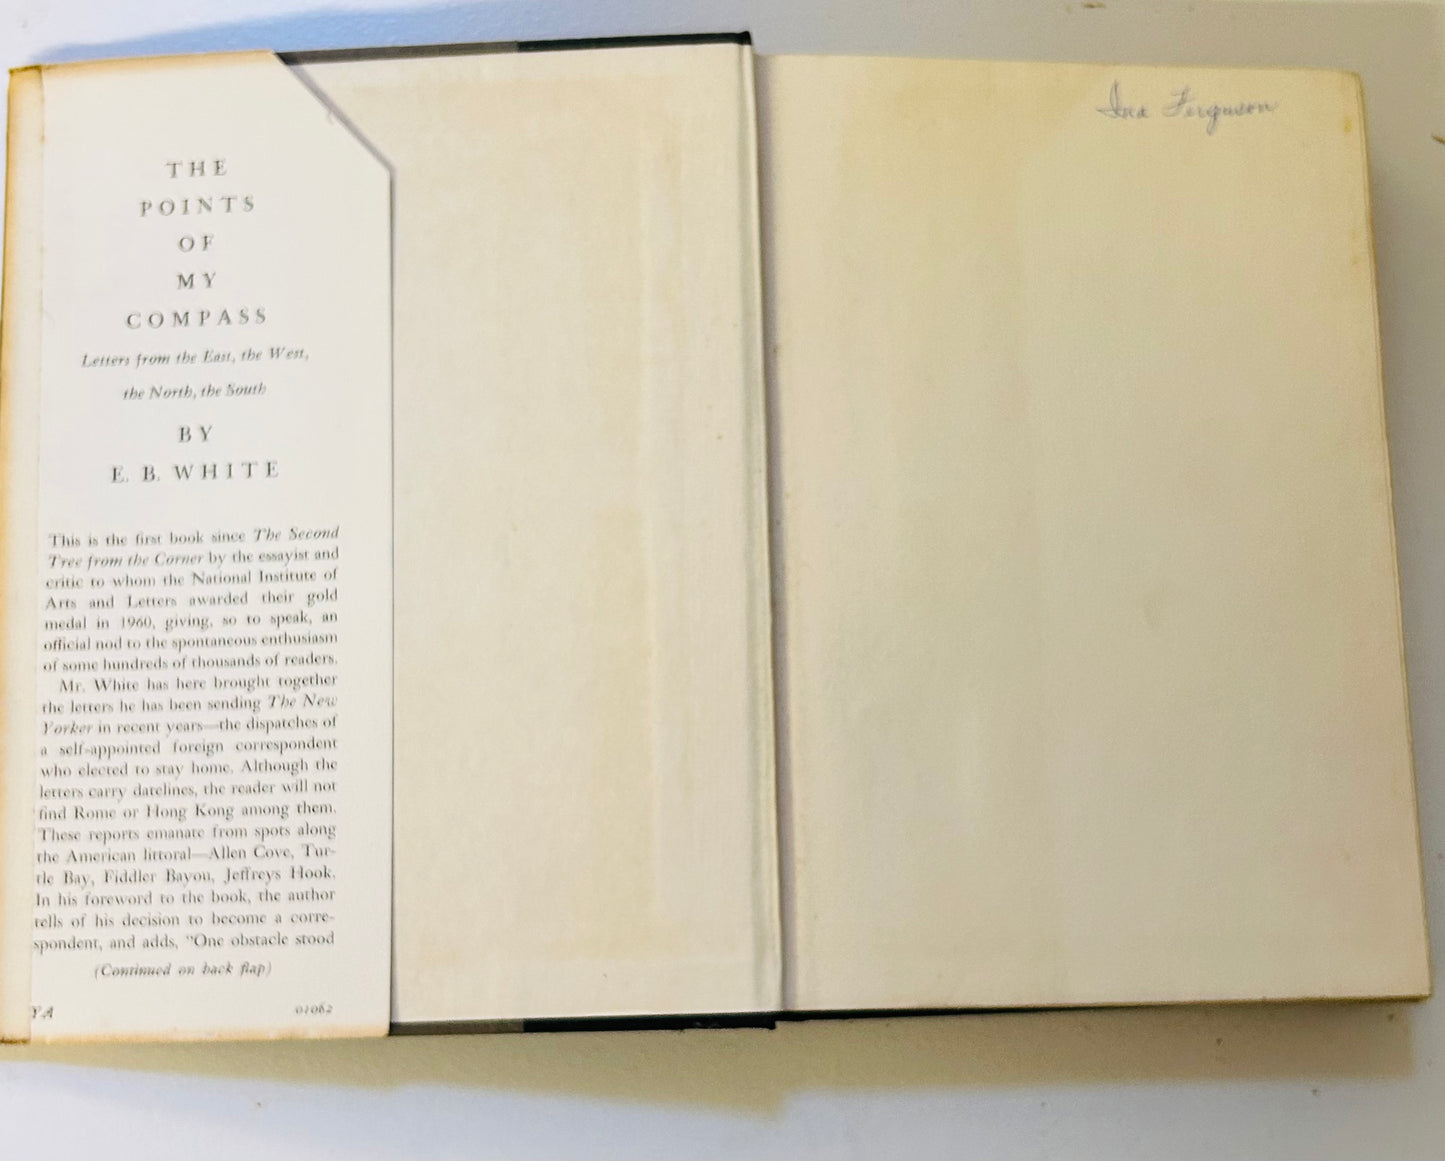 THE
POINTS
OF
MY
COMPASS
Letters from the East, the West,
the North, the South
BY
E. B. WHITE
This is the first book since The Second
Tree from the Corner by the essayist and
critic to whom the National Institute of
Arts and Letters awarded their gold
medal in 1960, giving, so to speak, an
official nod to the spontaneous enthusiasm
of some hundreds of thousands of readers.
Mr. White has here brought together
the letters he has been sending The New
Yorker in recent years—the dispatches of
a self-appointed foreign correspondent
who elected to stay home. Although the
letters carry datelines, the reader will not
find Rome or Hong Kong among them.
These reports emanate from spots along
the American littoral—Allen Cove, Tur-
tle Bay, Fiddler Bayou, Jeffreys Hook.
In his foreword to the book, the author
tells of his decision to become a corre-
spondent, and adds, "One obstacle stood
(Continued on back flap)
YA 01062
Ina Ferguson